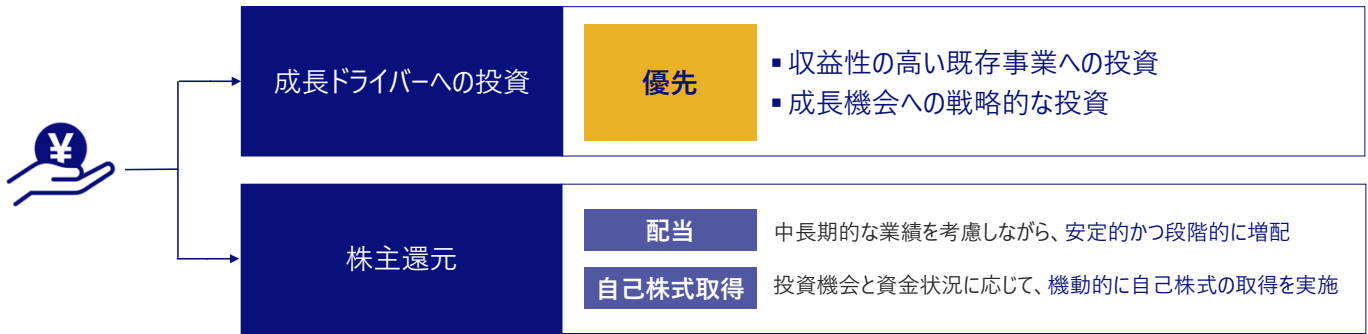 成長ドライバーへの投資
優先
▪ 収益性の高い既存事業への投資
▪ 成長機会への戦略的な投資
¥
株主還元
配当
中長期的な業績を考慮しながら、安定的かつ段階的に増配
自己株式取得
投資機会と資金状況に応じて、機動的に自己株式の取得を実施